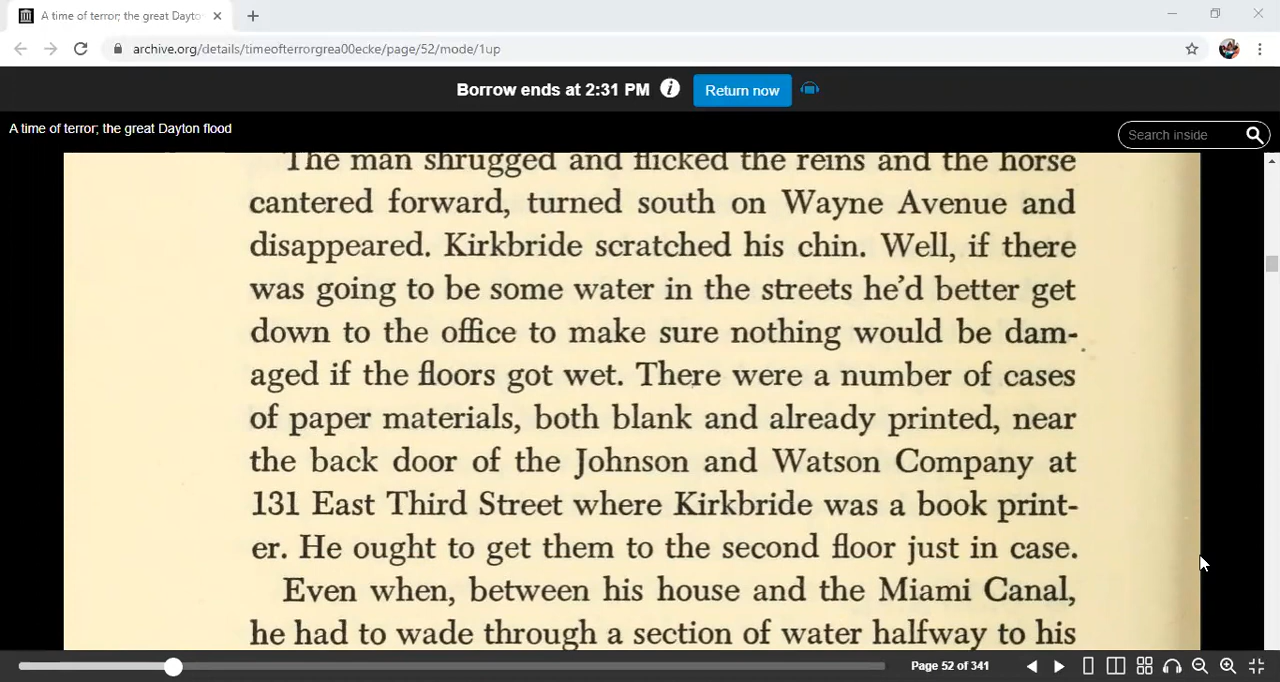 A time of terror; the great Dayto
archive.org/details/timeofterrorgrea00ecke/page/52/mode/1up
Borrow ends at 2:31 PM i Return now
A time of terror; the great Dayton flood
Search inside
The man shrugged and flicked the reins and the horse
cantered forward, turned south on Wayne Avenue and
disappeared. Kirkbride scratched his chin. Well, if there
was going to be some water in the streets he'd better get
down to the office to make sure nothing would be dam-
aged if the floors got wet. There were a number of cases
of paper materials, both blank and already printed, near
the back door of the Johnson and Watson Company at
131 East Third Street where Kirkbride was a book print-
er. He ought to get them to the second floor just in case.
Even when, between his house and the Miami Canal,
he had to wade through a section of water halfway to his
Page 52 of 341